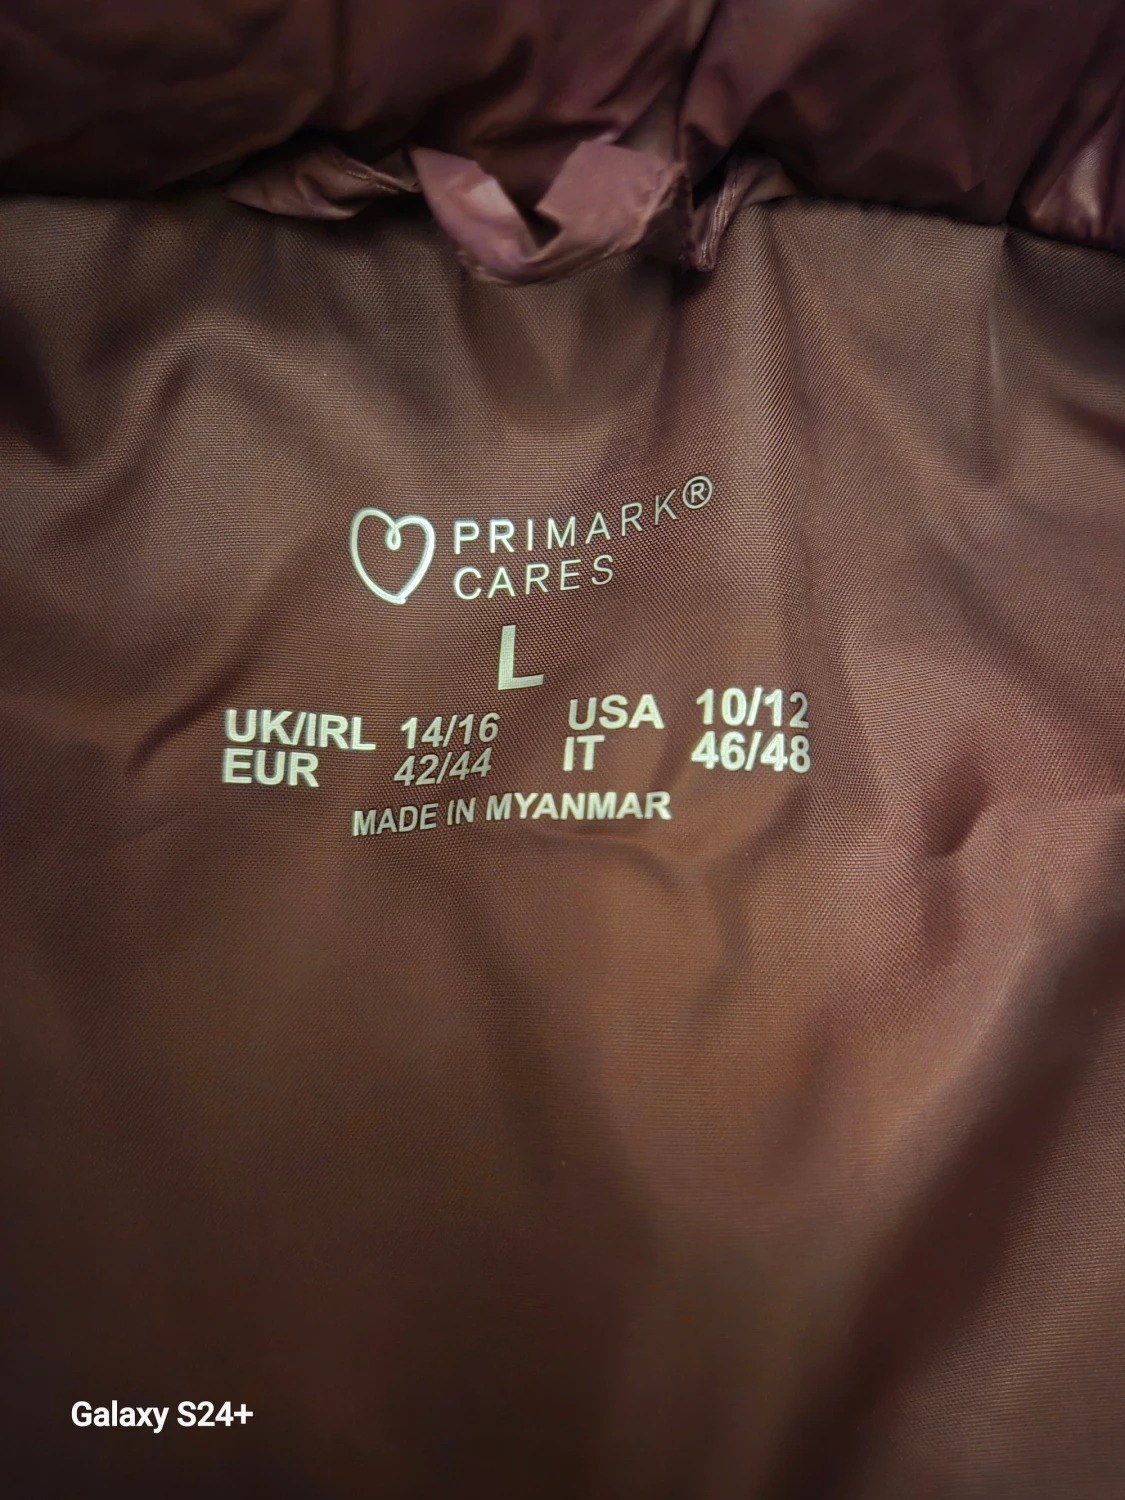 PRIMARK®
CARES
L
UK/IRL 14/16 USA 10/12
EUR 42/44 IT 46/48
MADE IN MYANMAR
Galaxy S24+